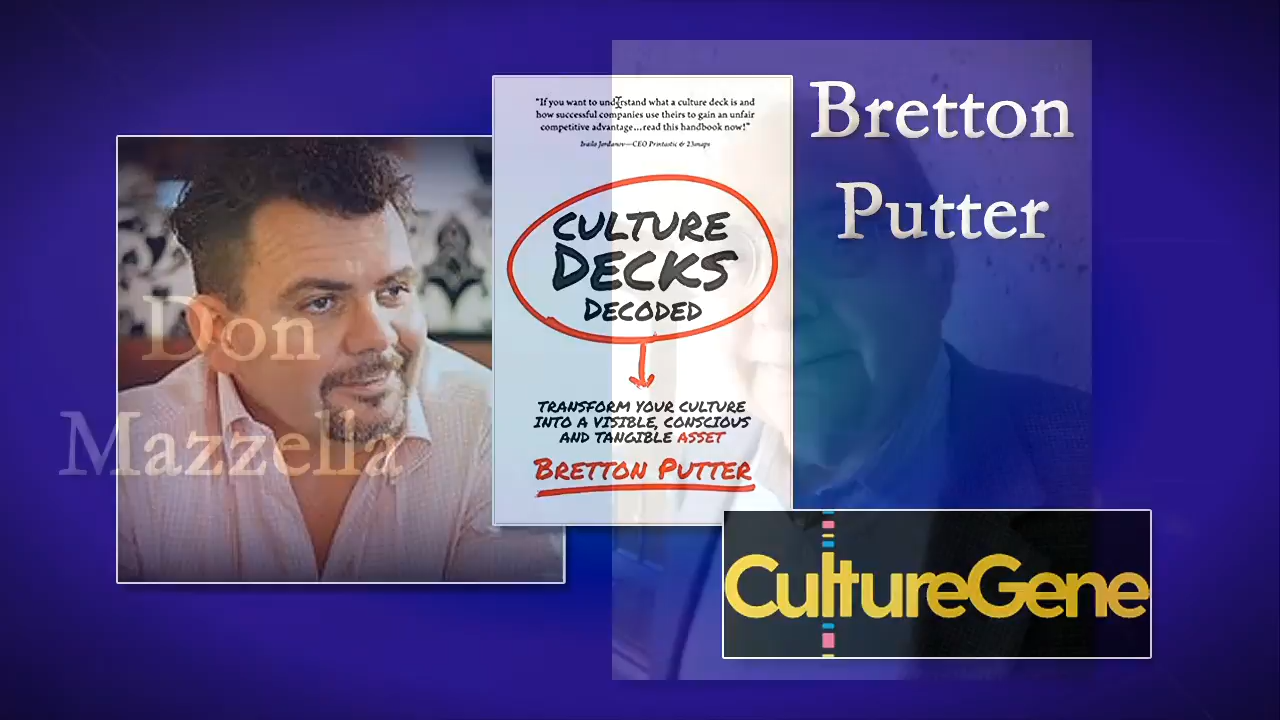 Bretton
Putter
Don
Mazzella
"If you want to understand what a culture deck is and
how successful companies use theirs to gain an unfair
competitive advantage...read this handbook now!"
Ivailo Jordanov—CEO Printastic & 23snaps
CULTURE
DECKS
DECODED
TRANSFORM YOUR CULTURE
INTO A VISIBLE, CONSCIOUS
AND TANGIBLE ASSET
BRETTON PUTTER
CultureGene